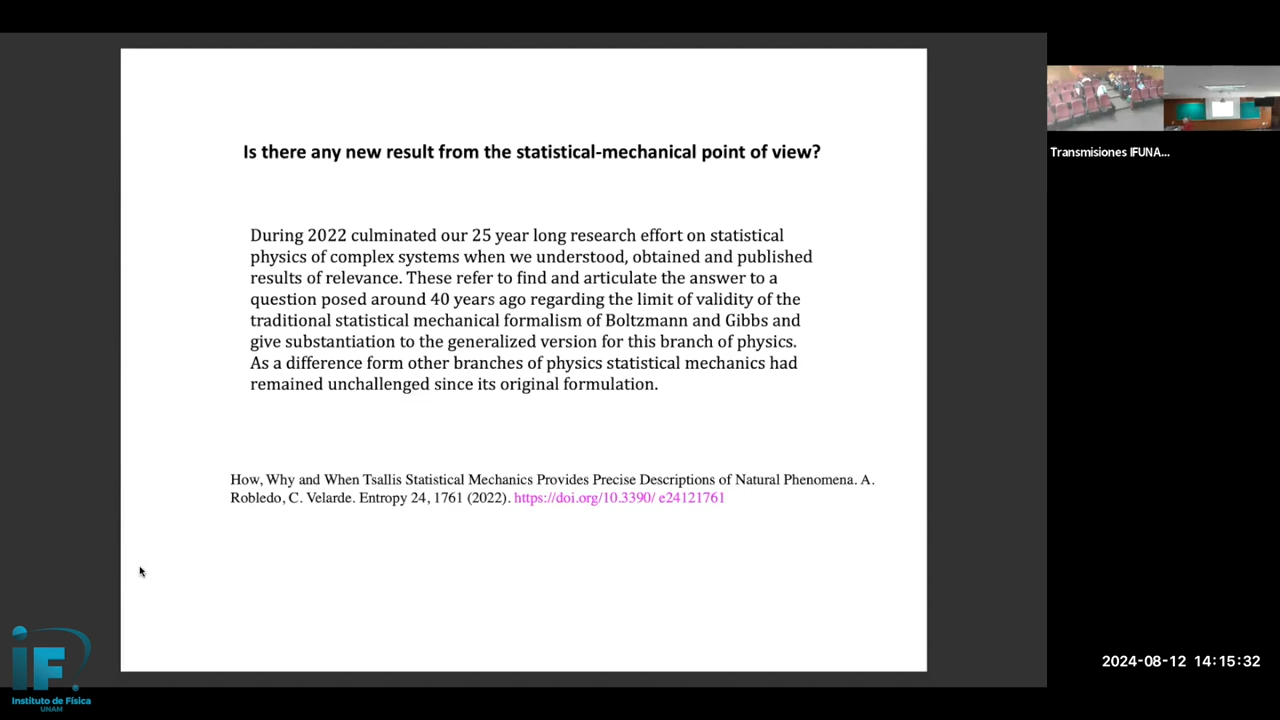 Is there any new result from the statistical-mechanical point of view?
During 2022 culminated our 25 year long research effort on statistical
physics of complex systems when we understood, obtained and published
results of relevance. These refer to find and articulate the answer to a
question posed around 40 years ago regarding the limit of validity of the
traditional statistical mechanical formalism of Boltzmann and Gibbs and
give substantiation to the generalized version for this branch of physics.
As a difference form other branches of physics statistical mechanics had
remained unchallenged since its original formulation.
How, Why and When Tsallis Statistical Mechanics Provides Precise Descriptions of Natural Phenomena. A.
Robledo, C. Velarde. Entropy 24, 1761 (2022). https://doi.org/10.3390/ e24121761
Transmisiones IFUNA...
2024-08-12 14:15:32
iF
Instituto de Física
UNAM